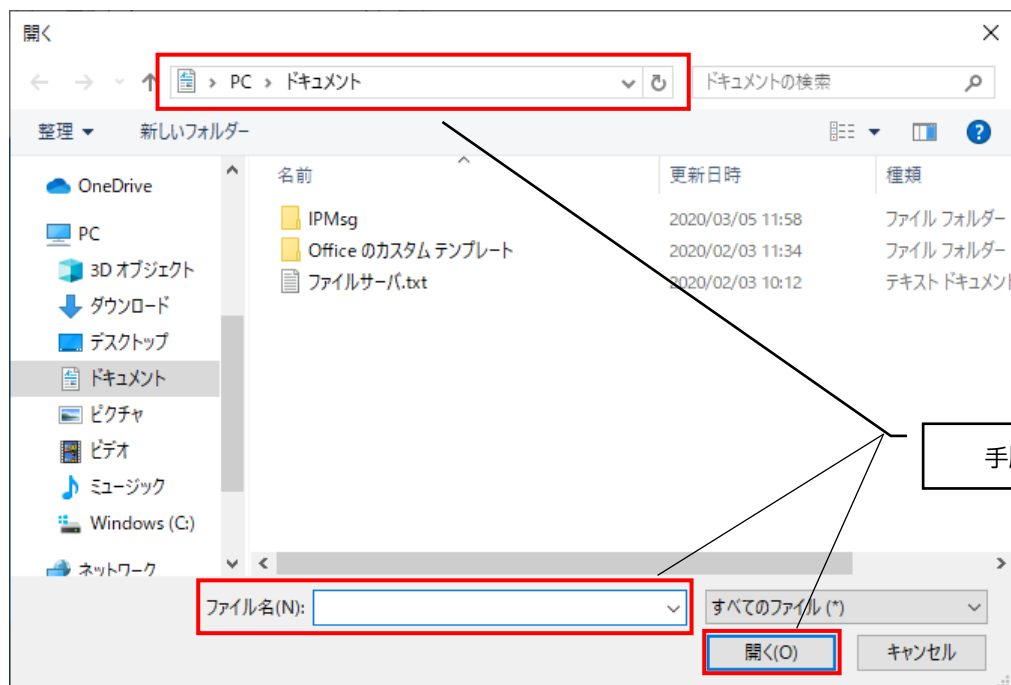 開く
PC > ドキュメント
ドキュメントの検索
整理
新しいフォルダー
名前
更新日時
種類
IPMsg
2020/03/05 11:58
ファイル フォルダー
Office のカスタム テンプレート
2020/02/03 11:34
ファイル フォルダー
ファイルサーバ.txt
2020/02/03 10:12
テキスト ドキュメント
OneDrive
PC
3D オブジェクト
ダウンロード
デスクトップ
ドキュメント
ピクチャ
ビデオ
ミュージック
Windows (C:)
ネットワーク
手
ファイル名(N):
すべてのファイル (*)
開く(O)
キャンセル